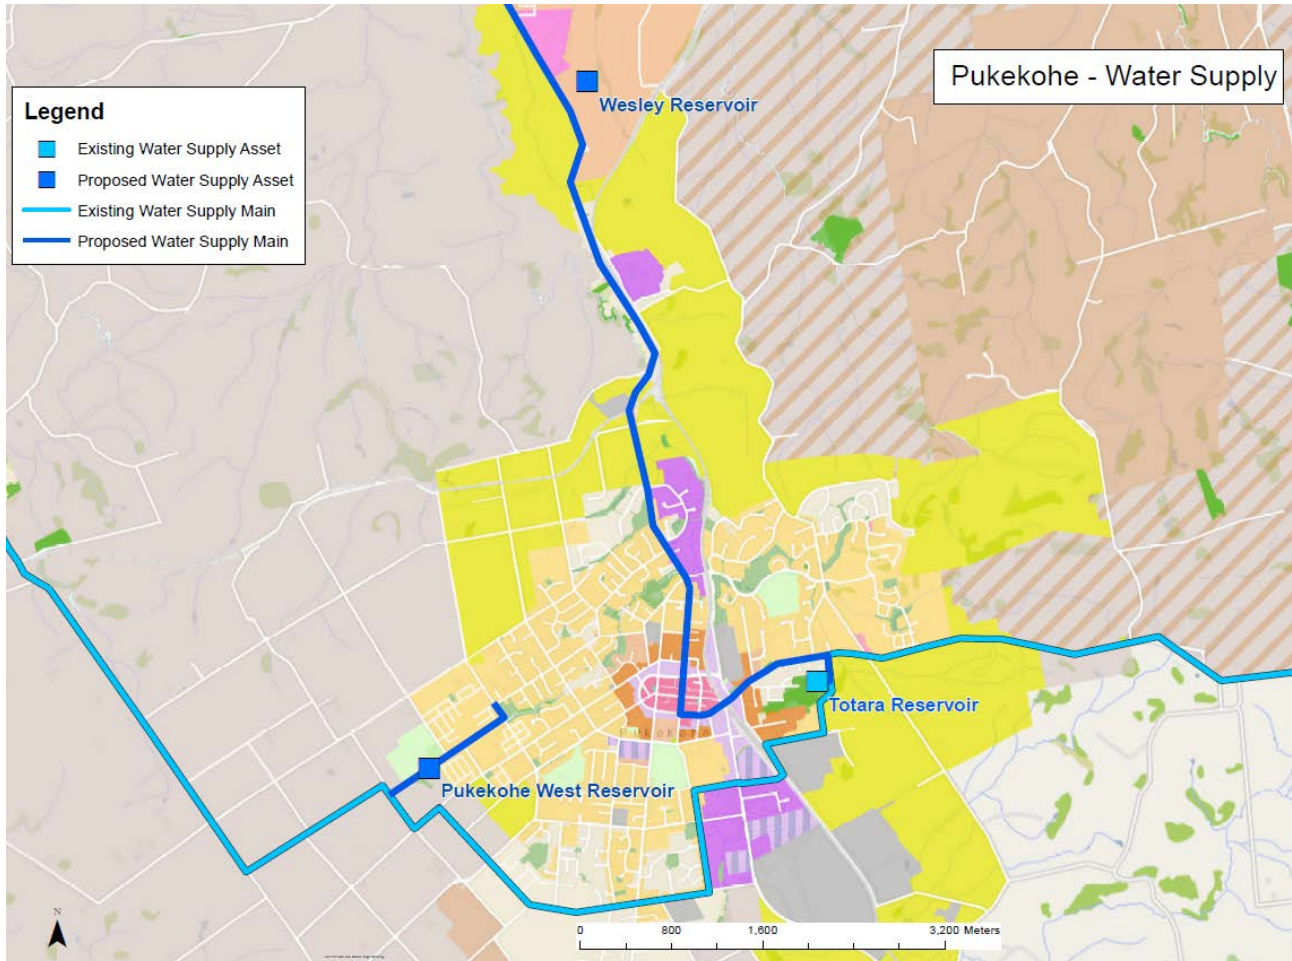 Pukekohe - Water Supply
Wesley Reservoir
Legend
Existing Water Supply Asset
Proposed Water Supply Asset
Existing Water Supply Main
Proposed Water Supply Main
Totara Reservoir
PUKEKOHE
Pukekohe West Reservoir
N
0 800 1,600 3,200 Meters